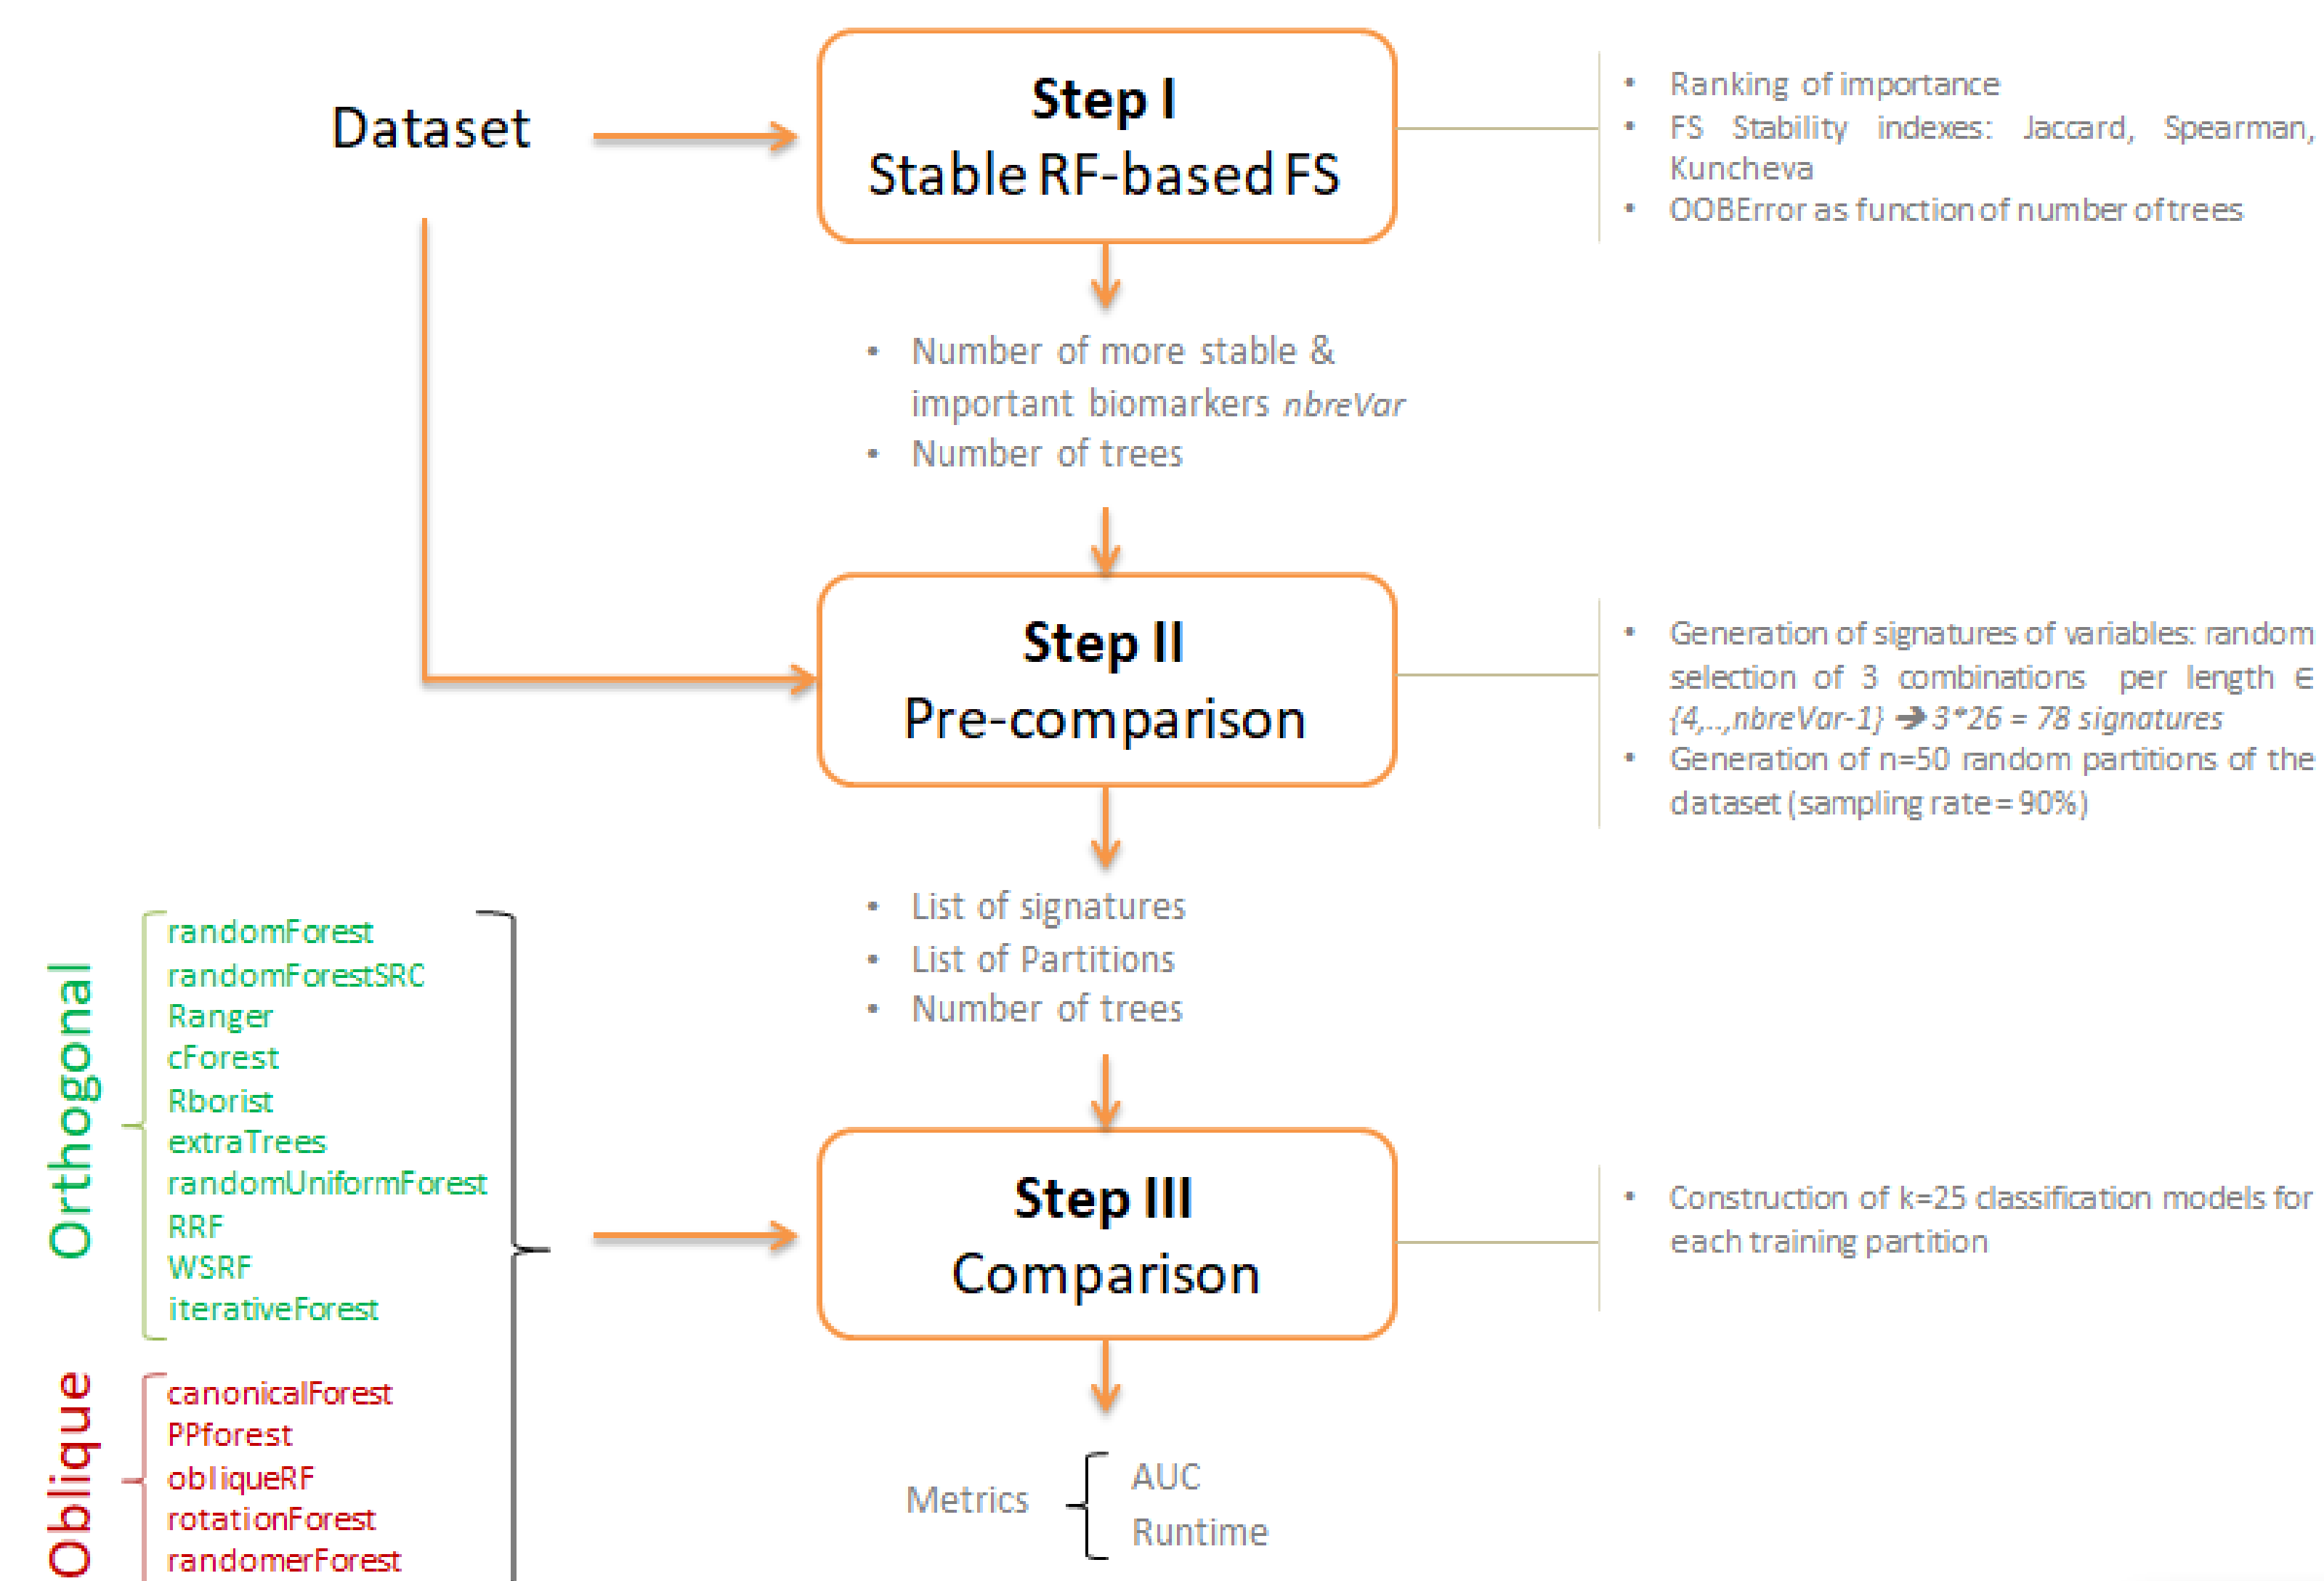 Dataset
Step I
Stable RF-based FS
• Ranking of importance
• FS Stability indexes: Jaccard, Spearman,
Kuncheva
• OOBError as function of number of trees
• Number of more stable &
important biomarkers nbreVar
• Number of trees
Step II
Pre-comparison
• Generation of signatures of variables: random
selection of 3 combinations per length ∈
{4,..,nbreVar-1} ➔ 3*26 = 78 signatures
• Generation of n=50 random partitions of the
dataset (sampling rate = 90%)
• List of signatures
• List of Partitions
• Number of trees
Orthogonal
randomForest
randomForestSRC
Ranger
cForest
Rborist
extraTrees
randomUniformForest
RRF
WSRF
iterativeForest
Oblique
canonicalForest
PPforest
obliqueRF
rotationForest
randomerForest
Step III
Comparison
• Construction of k=25 classification models for
each training partition
Metrics
AUC
Runtime